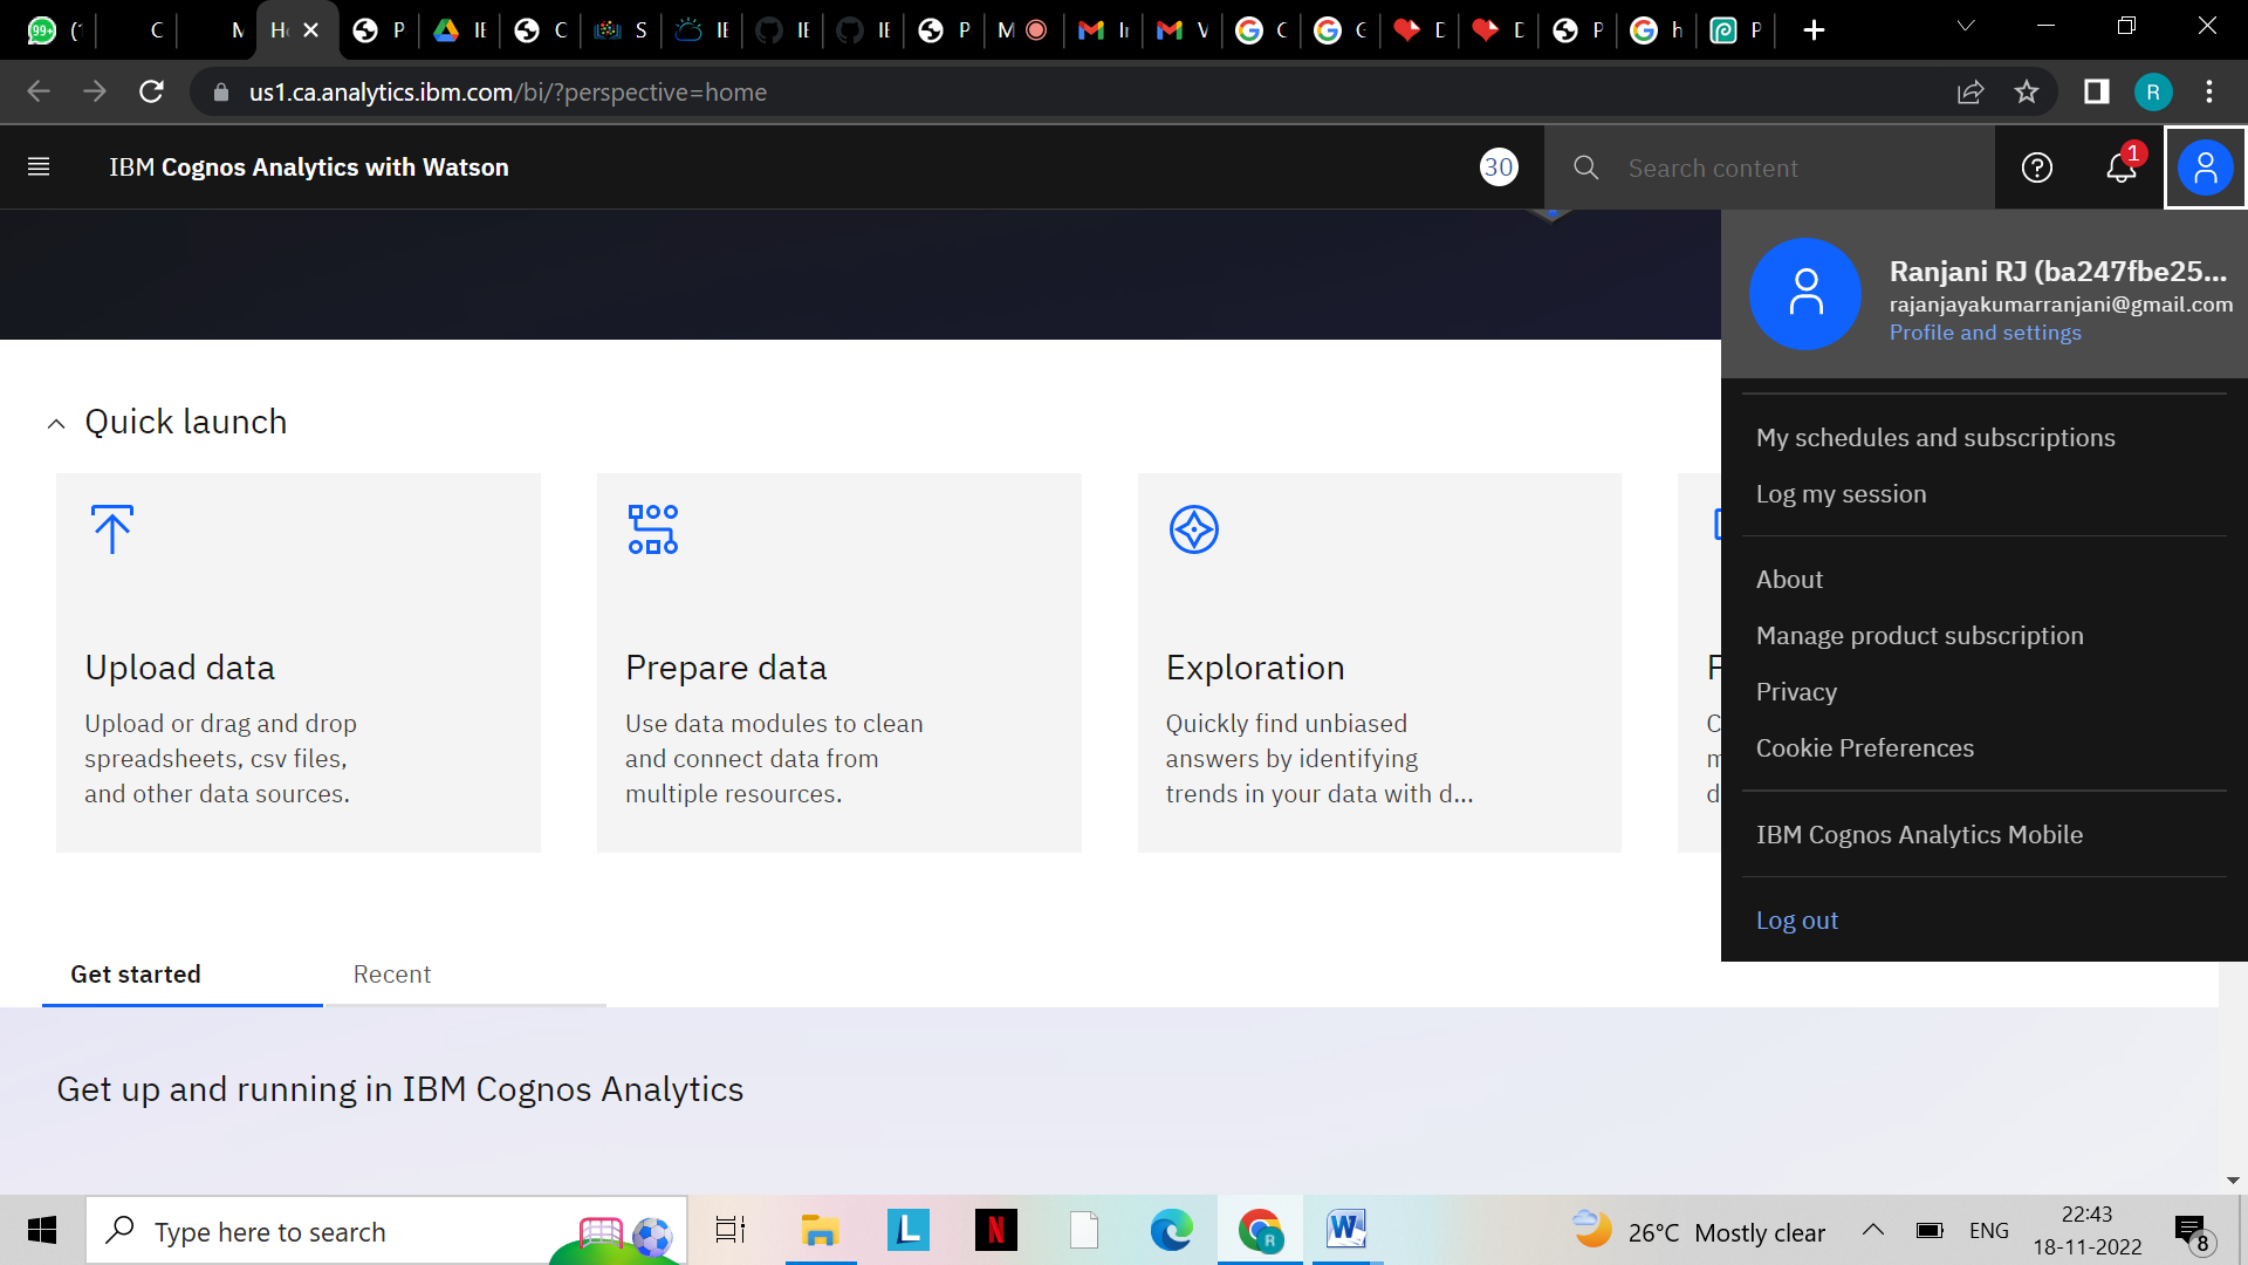 99+
(
C
M
H
P
IE
C
S
IE
IE
IE
P
M
V
C
P
h
P
us1.ca.analytics.ibm.com/bi/?perspective=home
R
IBM Cognos Analytics with Watson
30
Search content
1
Ranjani RJ (ba247fbe25...
rajanjayakumarranjani@gmail.com
Profile and settings
My schedules and subscriptions
Log my session
About
Manage product subscription
Privacy
Cookie Preferences
IBM Cognos Analytics Mobile
Log out
Quick launch
Upload data
Upload or drag and drop
spreadsheets, csv files,
and other data sources.
Prepare data
Use data modules to clean
and connect data from
multiple resources.
Exploration
Quickly find unbiased
answers by identifying
trends in your data with d...
Get started
Recent
Get up and running in IBM Cognos Analytics
Type here to search
26°C Mostly clear
ENG
22:43
18-11-2022
8